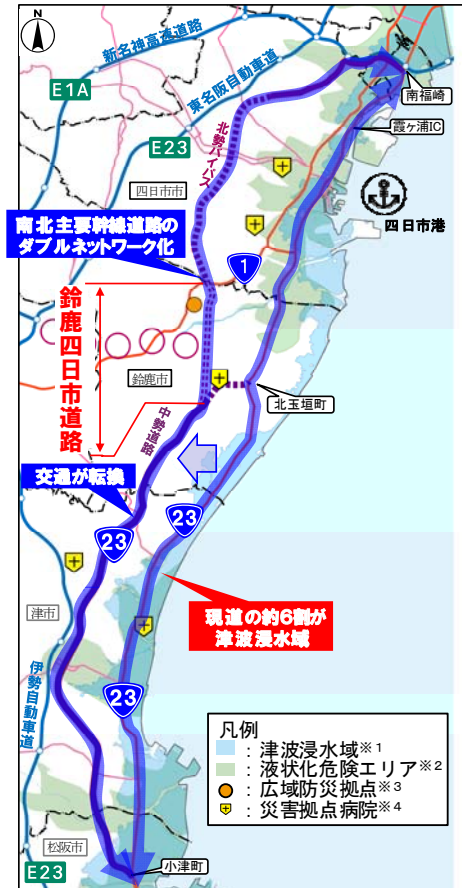 N
新名神高速道路
E1A
東名阪自動車道
E23
南福崎
霞ヶ浦IC
北勢バイパス
四日市市
四日市港
南北主要幹線道路の
ダブルネットワーク化
1
鈴鹿四日市道路
鈴鹿市
北玉垣町
中勢道路
交通が転換
23
23
現道の約6割が
津波浸水域
津市
23
伊勢自動車道
凡例
：津波浸水域※1
：液状化危険エリア※2
：広域防災拠点※3
：災害拠点病院※4
松阪市
小津町
E23